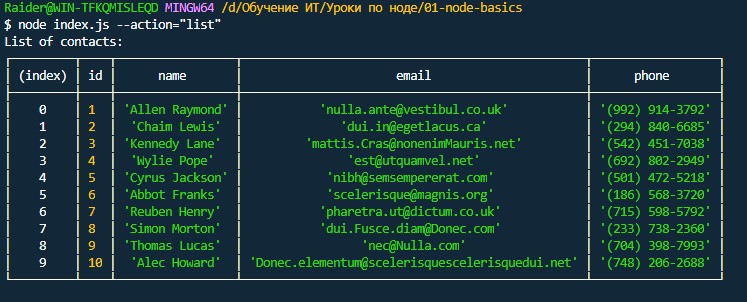 Raider@WIN-TFKQMISLEQD MINGW64 /d/Обучение ИТ/Уроки по ноде/01-node-basics
$ node index.js --action="list"
List of contacts:
(index) id name email phone
0 1 'Allen Raymond' 'nulla.ante@vestibul.co.uk' '(992) 914-3792'
1 2 'Chaim Lewis' 'dui.in@egetlacus.ca' '(294) 840-6685'
2 3 'Kennedy Lane' 'mattis.Cras@nonenimMauris.net' '(542) 451-7038'
3 4 'Wylie Pope' 'est@utquamvel.net' '(692) 802-2949'
4 5 'Cyrus Jackson' 'nibh@semsempererat.com' '(501) 472-5218'
5 6 'Abbot Franks' 'scelerisque@magnis.org' '(186) 568-3720'
6 7 'Reuben Henry' 'pharetra.ut@dictum.co.uk' '(715) 598-5792'
7 8 'Simon Morton' 'dui.Fusce.diam@Donec.com' '(233) 738-2360'
8 9 'Thomas Lucas' 'nec@Nulla.com' '(704) 398-7993'
9 10 'Alec Howard' 'Donec.elementum@scelerisquescelerisquedui.net' '(748) 206-2688'